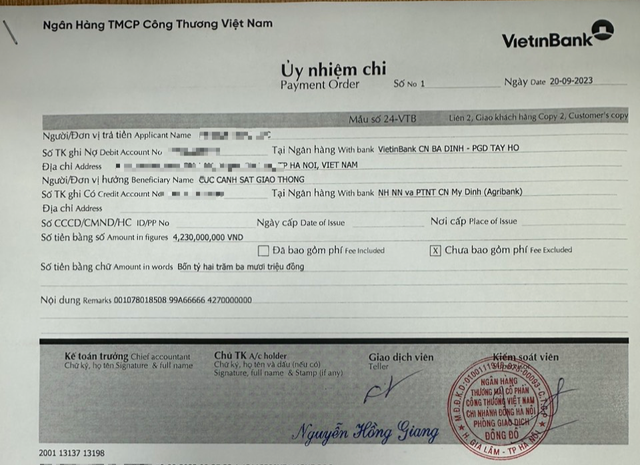 Ngân Hàng TMCP Công Thương Việt Nam
VietinBank
Ủy nhiệm chi
Payment Order
Số No 1
Ngày Date 20-09-2023
Mẫu số 24-VTB
Liên 2, Giao khách hàng Copy 2, Customer's copy
Người/Đơn vị trả tiền Applicant Name
Số TK ghi Nợ Debit Account No
Tại Ngân hàng With bank VietinBank CN BA DINH - PGD TAY HO
Địa chỉ Address TP HA NOI, VIET NAM
Người/Đơn vị hưởng Beneficiary Name CUC CANH SAT GIAO THONG
Số TK ghi Có Credit Account No
Tại Ngân hàng With bank NH NN va PTNT CN My Dinh (Agribank)
Địa chỉ Address
Số CCCD/CMND/HC ID/PP No
Ngày cấp Date of Issue
Nơi cấp Place of Issue
Số tiền bằng số Amount in figures 4,230,000,000 VND
Đã bao gồm phí Fee Included
X Chưa bao gồm phí Fee Excluded
Số tiền bằng chữ Amount in words Bốn tỷ hai trăm ba mươi triệu đồng
Nội dung Remarks 001078018508 99A66666 4270000000
Kế toán trưởng Chief accountant
Chữ ký, họ tên Signature & full name
Chủ TK A/c holder
Chữ ký, họ tên và dấu (nếu có)
Signature, full name & Stamp (if any)
Giao dịch viên
Teller
Kiểm soát viên
NGÂN HÀNG
THƯƠNG MẠI CỔ PHẦN
CÔNG THƯƠNG VIỆT NAM
CHI NHÁNH ĐÔNG HÀ NỘI
PHÒNG GIAO DỊCH
ĐÔNG ĐÔ
H. GIA LÂM - TP HÀ NỘI
Nguyễn Hồng Giang
2001 13137 13198